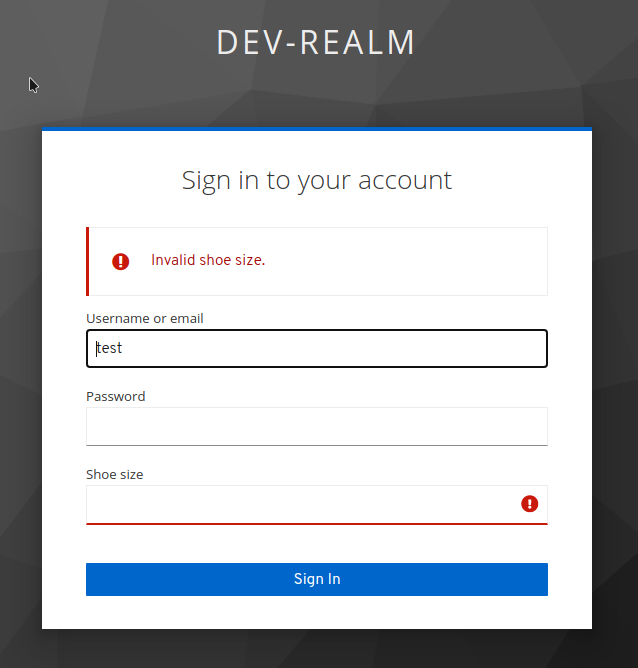 DEV-REALM
Sign in to your account
Invalid shoe size.
Username or email
test
Password
Shoe size
Sign In